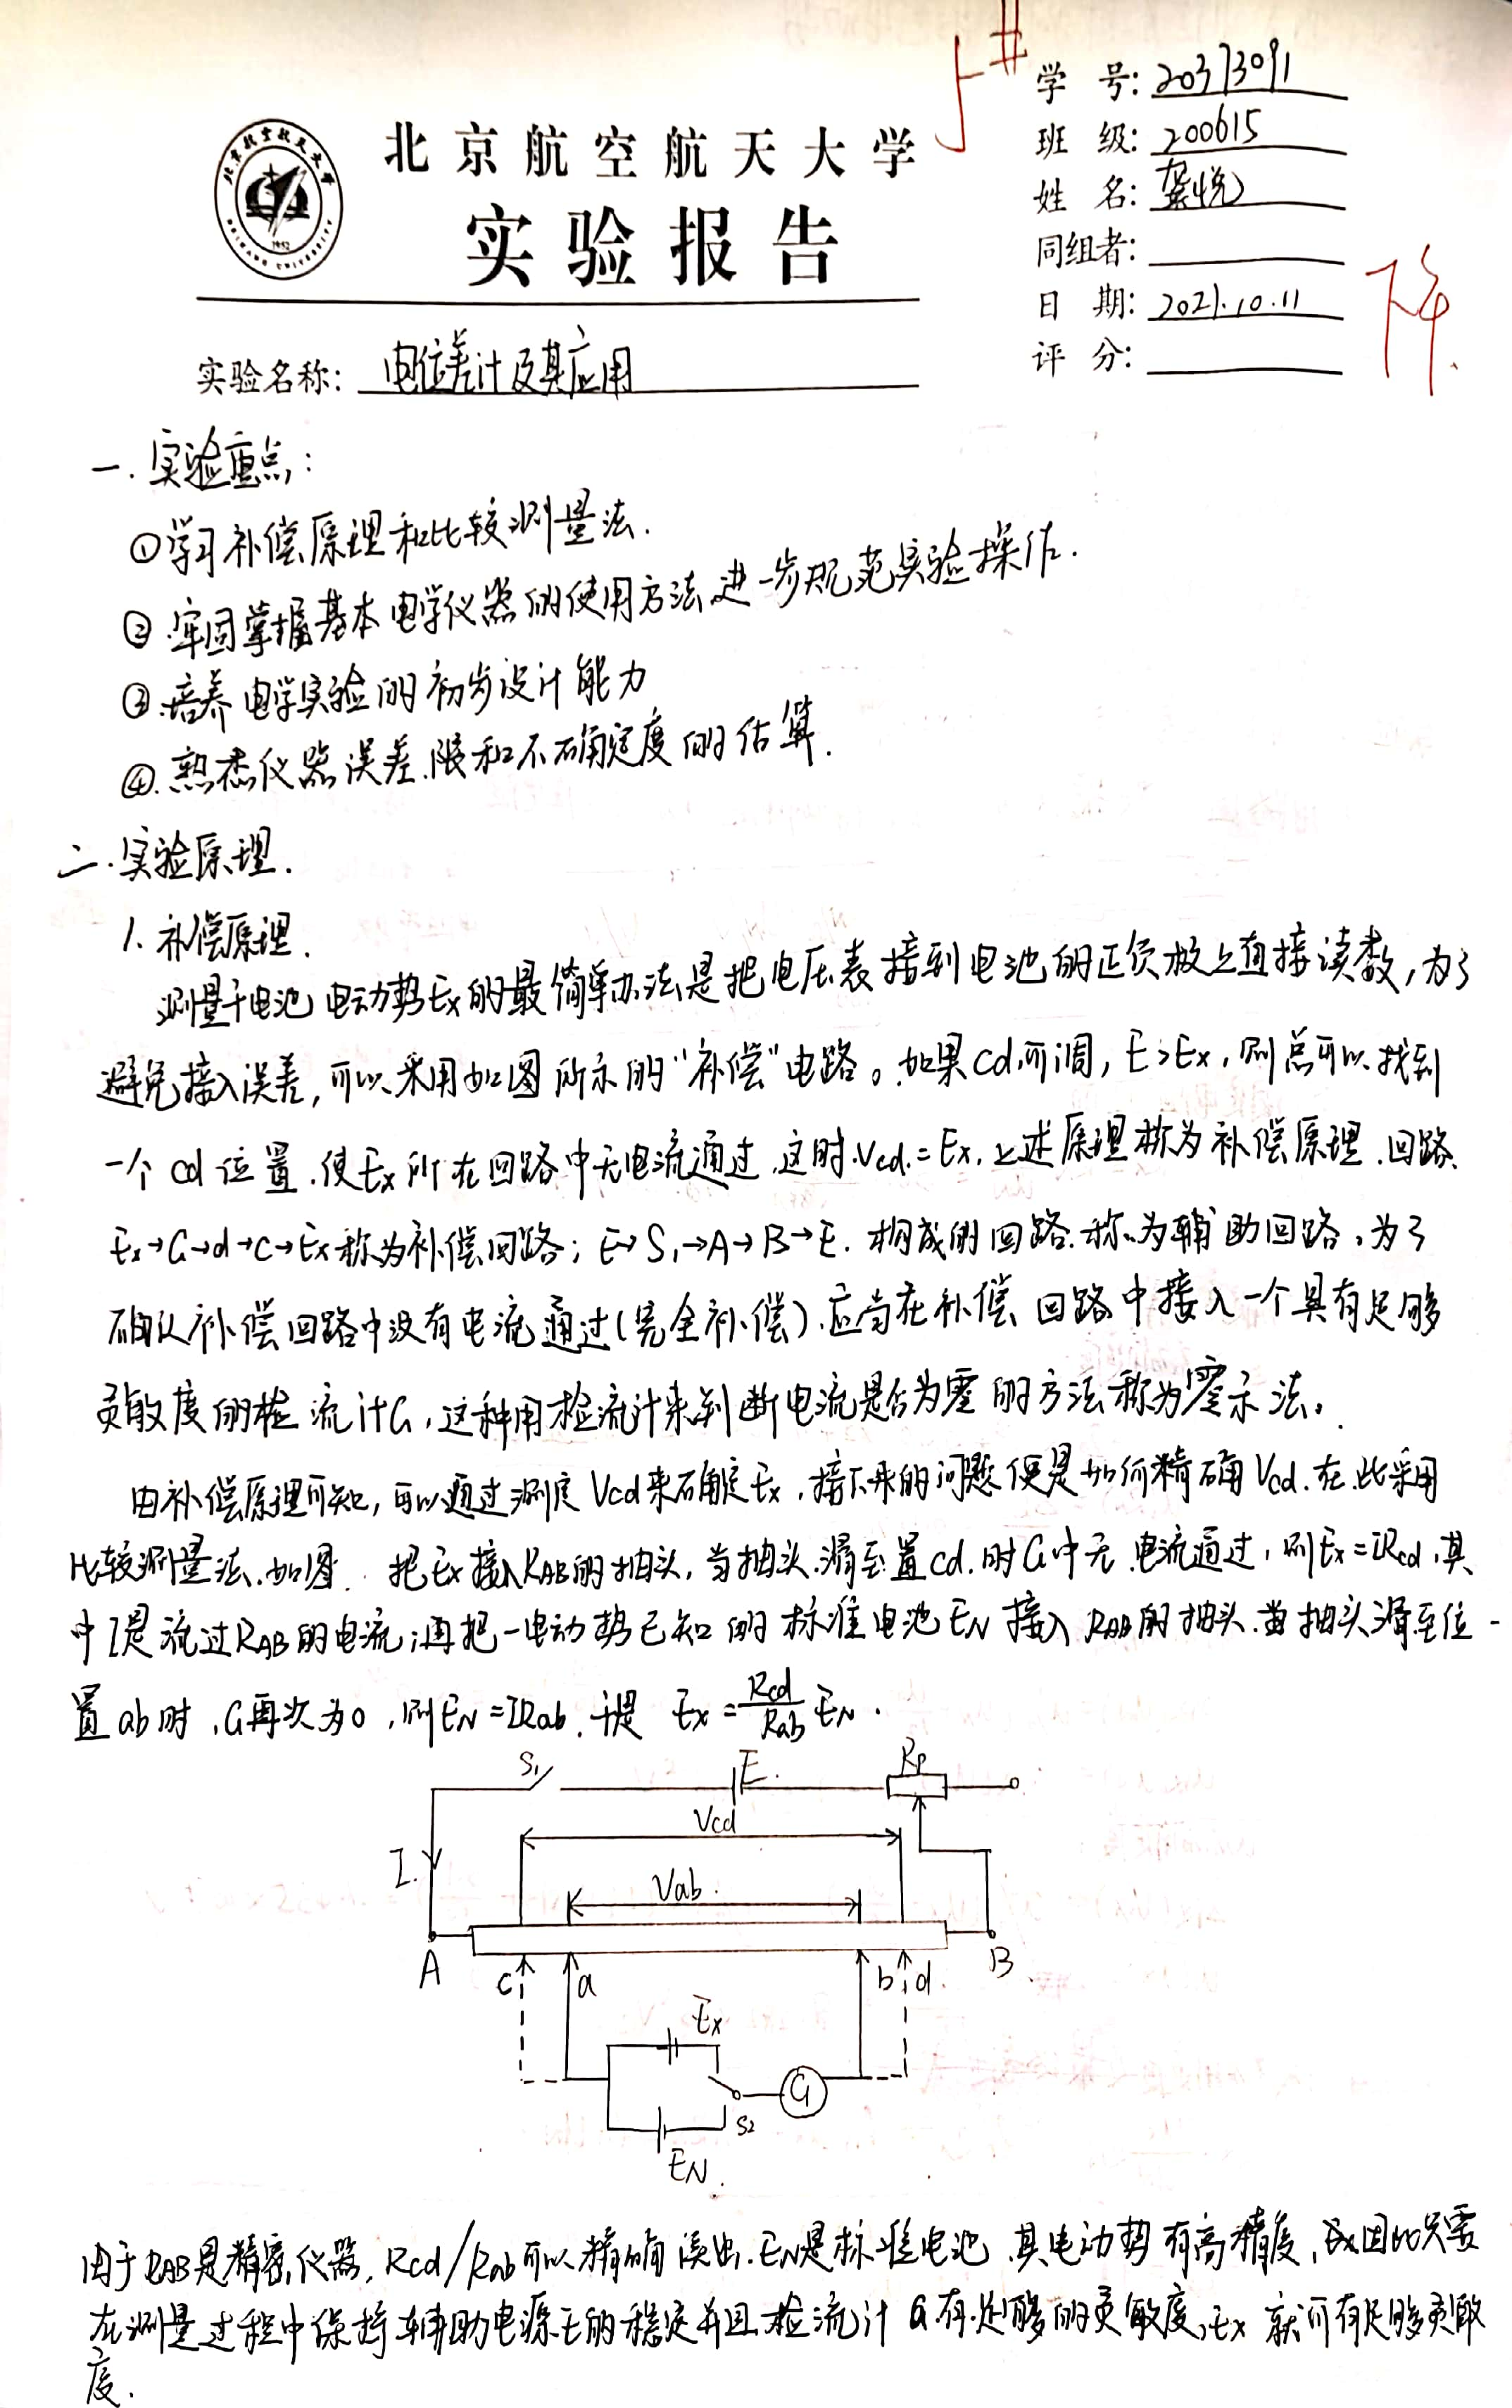 5#
学 号: 20373091
班 级: 200615
姓 名: 龚悦
同组者:
日 期: 2021.10.11
评 分:
下午.
北京航空航天大学
实验报告
实验名称: 电位差计及其应用
一. 实验重点:
①学习补偿原理和比较测量法.
②牢固掌握基本电学仪器的使用方法,进一步规范实验操作.
③.培养电学实验的初步设计能力
④.熟悉仪器误差限和不确定度的估算.
二.实验原理.
1. 补偿原理.
测量干电池电动势Ex的最简单办法是把电压表接到电池的正负极上直接读数,为了
避免接入误差,可以采用如图所示的"补偿"电路。如果cd可调,E>Ex,则总可以找到
一个cd位置,使Ex所在回路中无电流通过,这时Vcd=Ex,上述原理称为补偿原理.回路
Ex→G→d→c→Ex称为补偿回路; E→S₁→A→B→E.构成的回路称为辅助回路,为了
确认补偿回路中没有电流通过(完全补偿),应当在补偿回路中接入一个具有足够
灵敏度的检流计G,这种用检流计来判断电流是否为零的方法称为零示法。
由补偿原理可知,可以通过测定Vcd来确定Ex,接下来的问题便是如何精确Vcd.在此采用
比较测量法.如图. 把Ex接入RAB的抽头,当抽头滑至位置cd.时G中无电流通过,则Ex=IRcd,其
中I是流过RAB的电流;再把一电动势已知的标准电池EN接入RAB的抽头.当抽头滑至位
置ab时,G再次为0,则EN=IRab.于是 Ex=Rcd/Rab EN.
S₁ E. Rp
Vcd
I.
Vab.
A B
c a b d.
Ex
G
S₂
EN.
由于RAB是精密仪器,Rcd/Rab可以精确读出.EN是标准电池,其电动势有高精度,因此只需
在测量过程中保持辅助电源E的稳定并且检流计G有足够的灵敏度,Ex就可有足够灵敏
度.